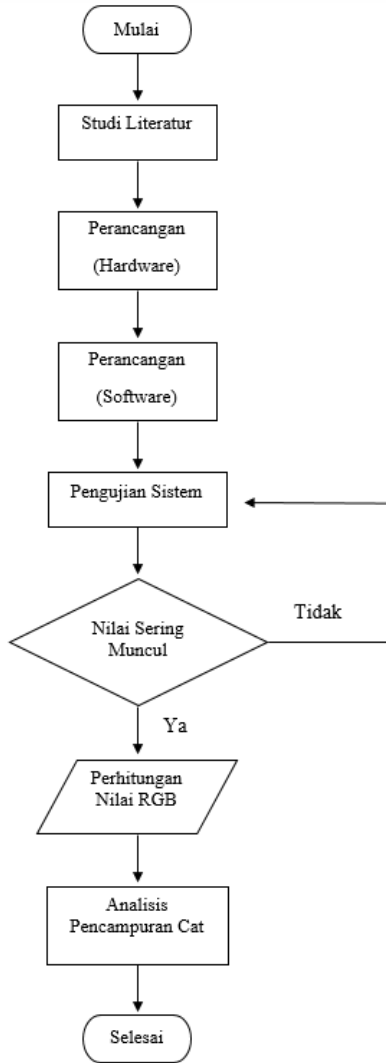 Mulai
Studi Literatur
Perancangan
(Hardware)
Perancangan
(Software)
Pengujian Sistem
Nilai Sering
Muncul
Tidak
Ya
Perhitungan
Nilai RGB
Analisis
Pencampuran Cat
Selesai